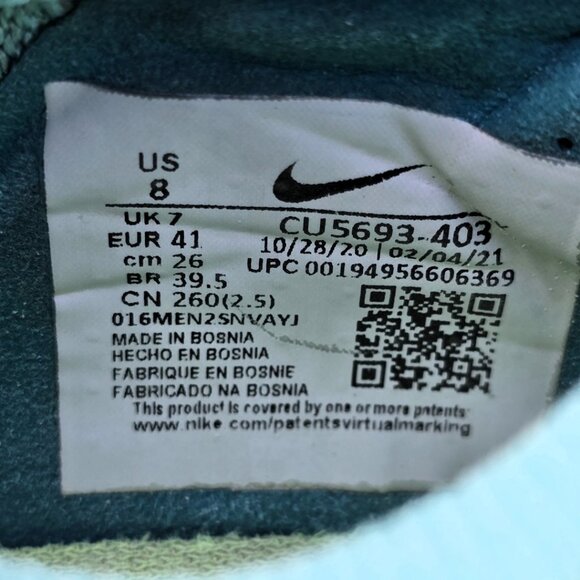 US
8
UK 7
EUR 41
cm 26
BR 39.5
CN 260(2.5)
CU5693-403
10/28/20 | 02/04/21
UPC 00194956606369
016MEN2SNVAYJ
MADE IN BOSNIA
HECHO EN BOSNIA
FABRIQUE EN BOSNIE
FABRICADO NA BOSNIA
This product is covered by one or more patents:
www.nike com/patentsvirtualmarking